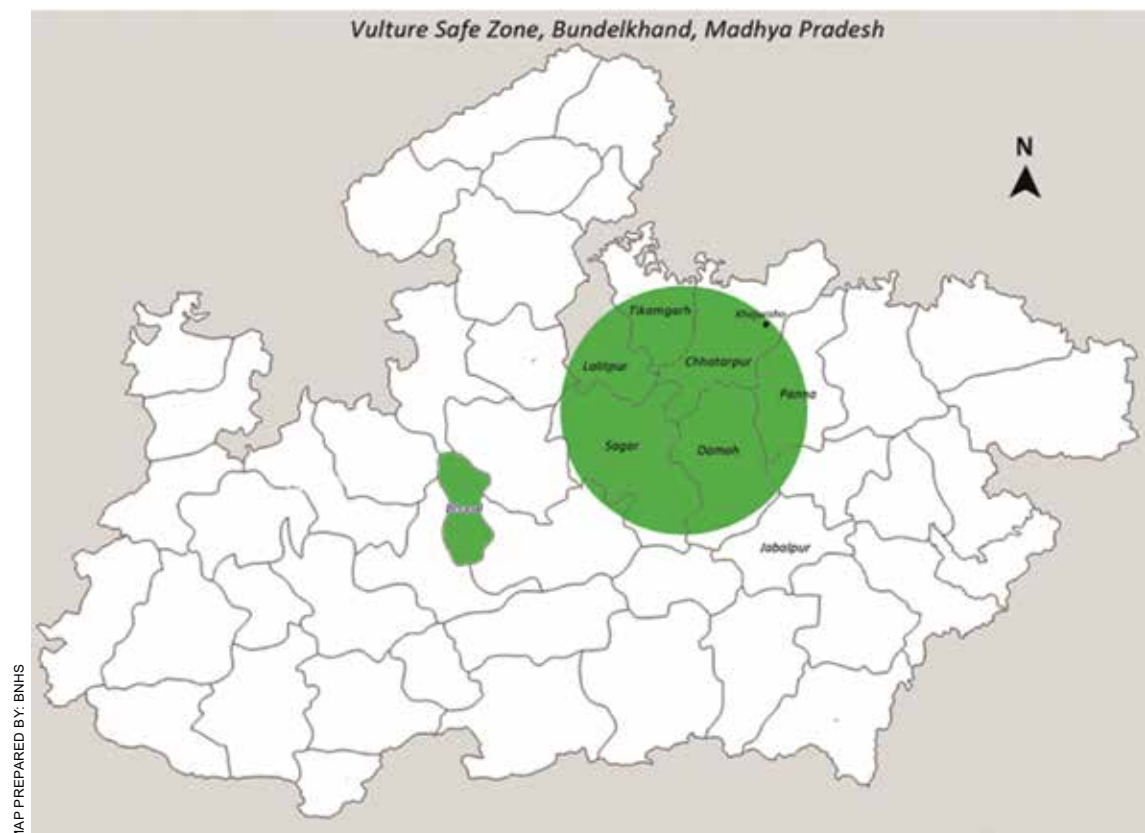 Vulture Safe Zone, Bundelkhand, Madhya Pradesh
N
Tikamgarh
Khajuraho
Lalitpur
Chhatarpur
Panna
Sagar
Damoh
Jabalpur
MAP PREPARED BY: BNHS